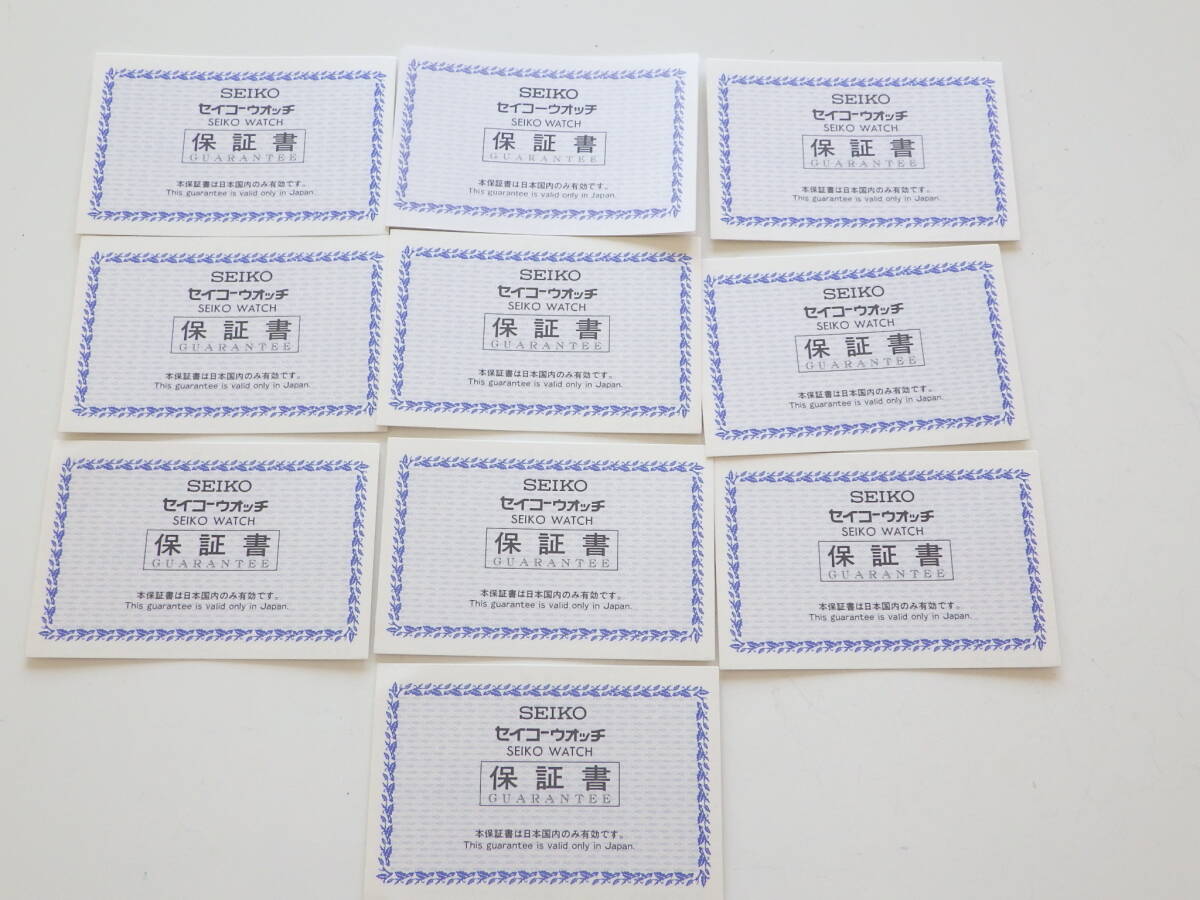 SEIKO
セイコーウオッチ
SEIKO WATCH
保証書
GUARANTEE
本保証書は日本国内のみ有効です。
This guarantee is valid only in Japan.
SEIKO
セイコーウオッチ
SEIKO WATCH
保証書
GUARANTEE
本保証書は日本国内のみ有効です。
This guarantee is valid only in Japan.
SEIKO
セイコーウオッチ
SEIKO WATCH
保証書
GUARANTEE
本保証書は日本国内のみ有効です。
This guarantee is valid only in Japan.
SEIKO
セイコーウオッチ
SEIKO WATCH
保証書
GUARANTEE
本保証書は日本国内のみ有効です。
This guarantee is valid only in Japan.
SEIKO
セイコーウオッチ
SEIKO WATCH
保証書
GUARANTEE
本保証書は日本国内のみ有効です。
This guarantee is valid only in Japan.
SEIKO
セイコーウオッチ
SEIKO WATCH
保証書
GUARANTEE
本保証書は日本国内のみ有効です。
This guarantee is valid only in Japan.
SEIKO
セイコーウオッチ
SEIKO WATCH
保証書
GUARANTEE
本保証書は日本国内のみ有効です。
This guarantee is valid only in Japan.
SEIKO
セイコーウオッチ
SEIKO WATCH
保証書
GUARANTEE
本保証書は日本国内のみ有効です。
This guarantee is valid only in Japan.
SEIKO
セイコーウオッチ
SEIKO WATCH
保証書
GUARANTEE
本保証書は日本国内のみ有効です。
This guarantee is valid only in Japan.
SEIKO
セイコーウオッチ
SEIKO WATCH
保証書
GUARANTEE
本保証書は日本国内のみ有効です。
This guarantee is valid only in Japan.